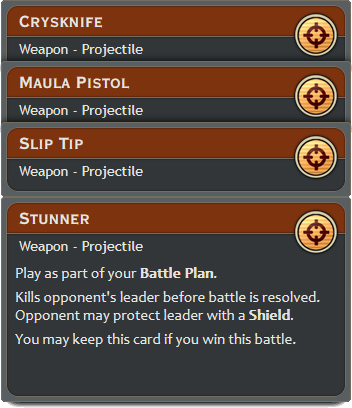 Crysknife
Weapon - Projectile
Maula Pistol
Weapon - Projectile
Slip Tip
Weapon - Projectile
Stunner
Weapon - Projectile
Play as part of your Battle Plan.
Kills opponent's leader before battle is resolved.
Opponent may protect leader with a Shield.
You may keep this card if you win this battle.